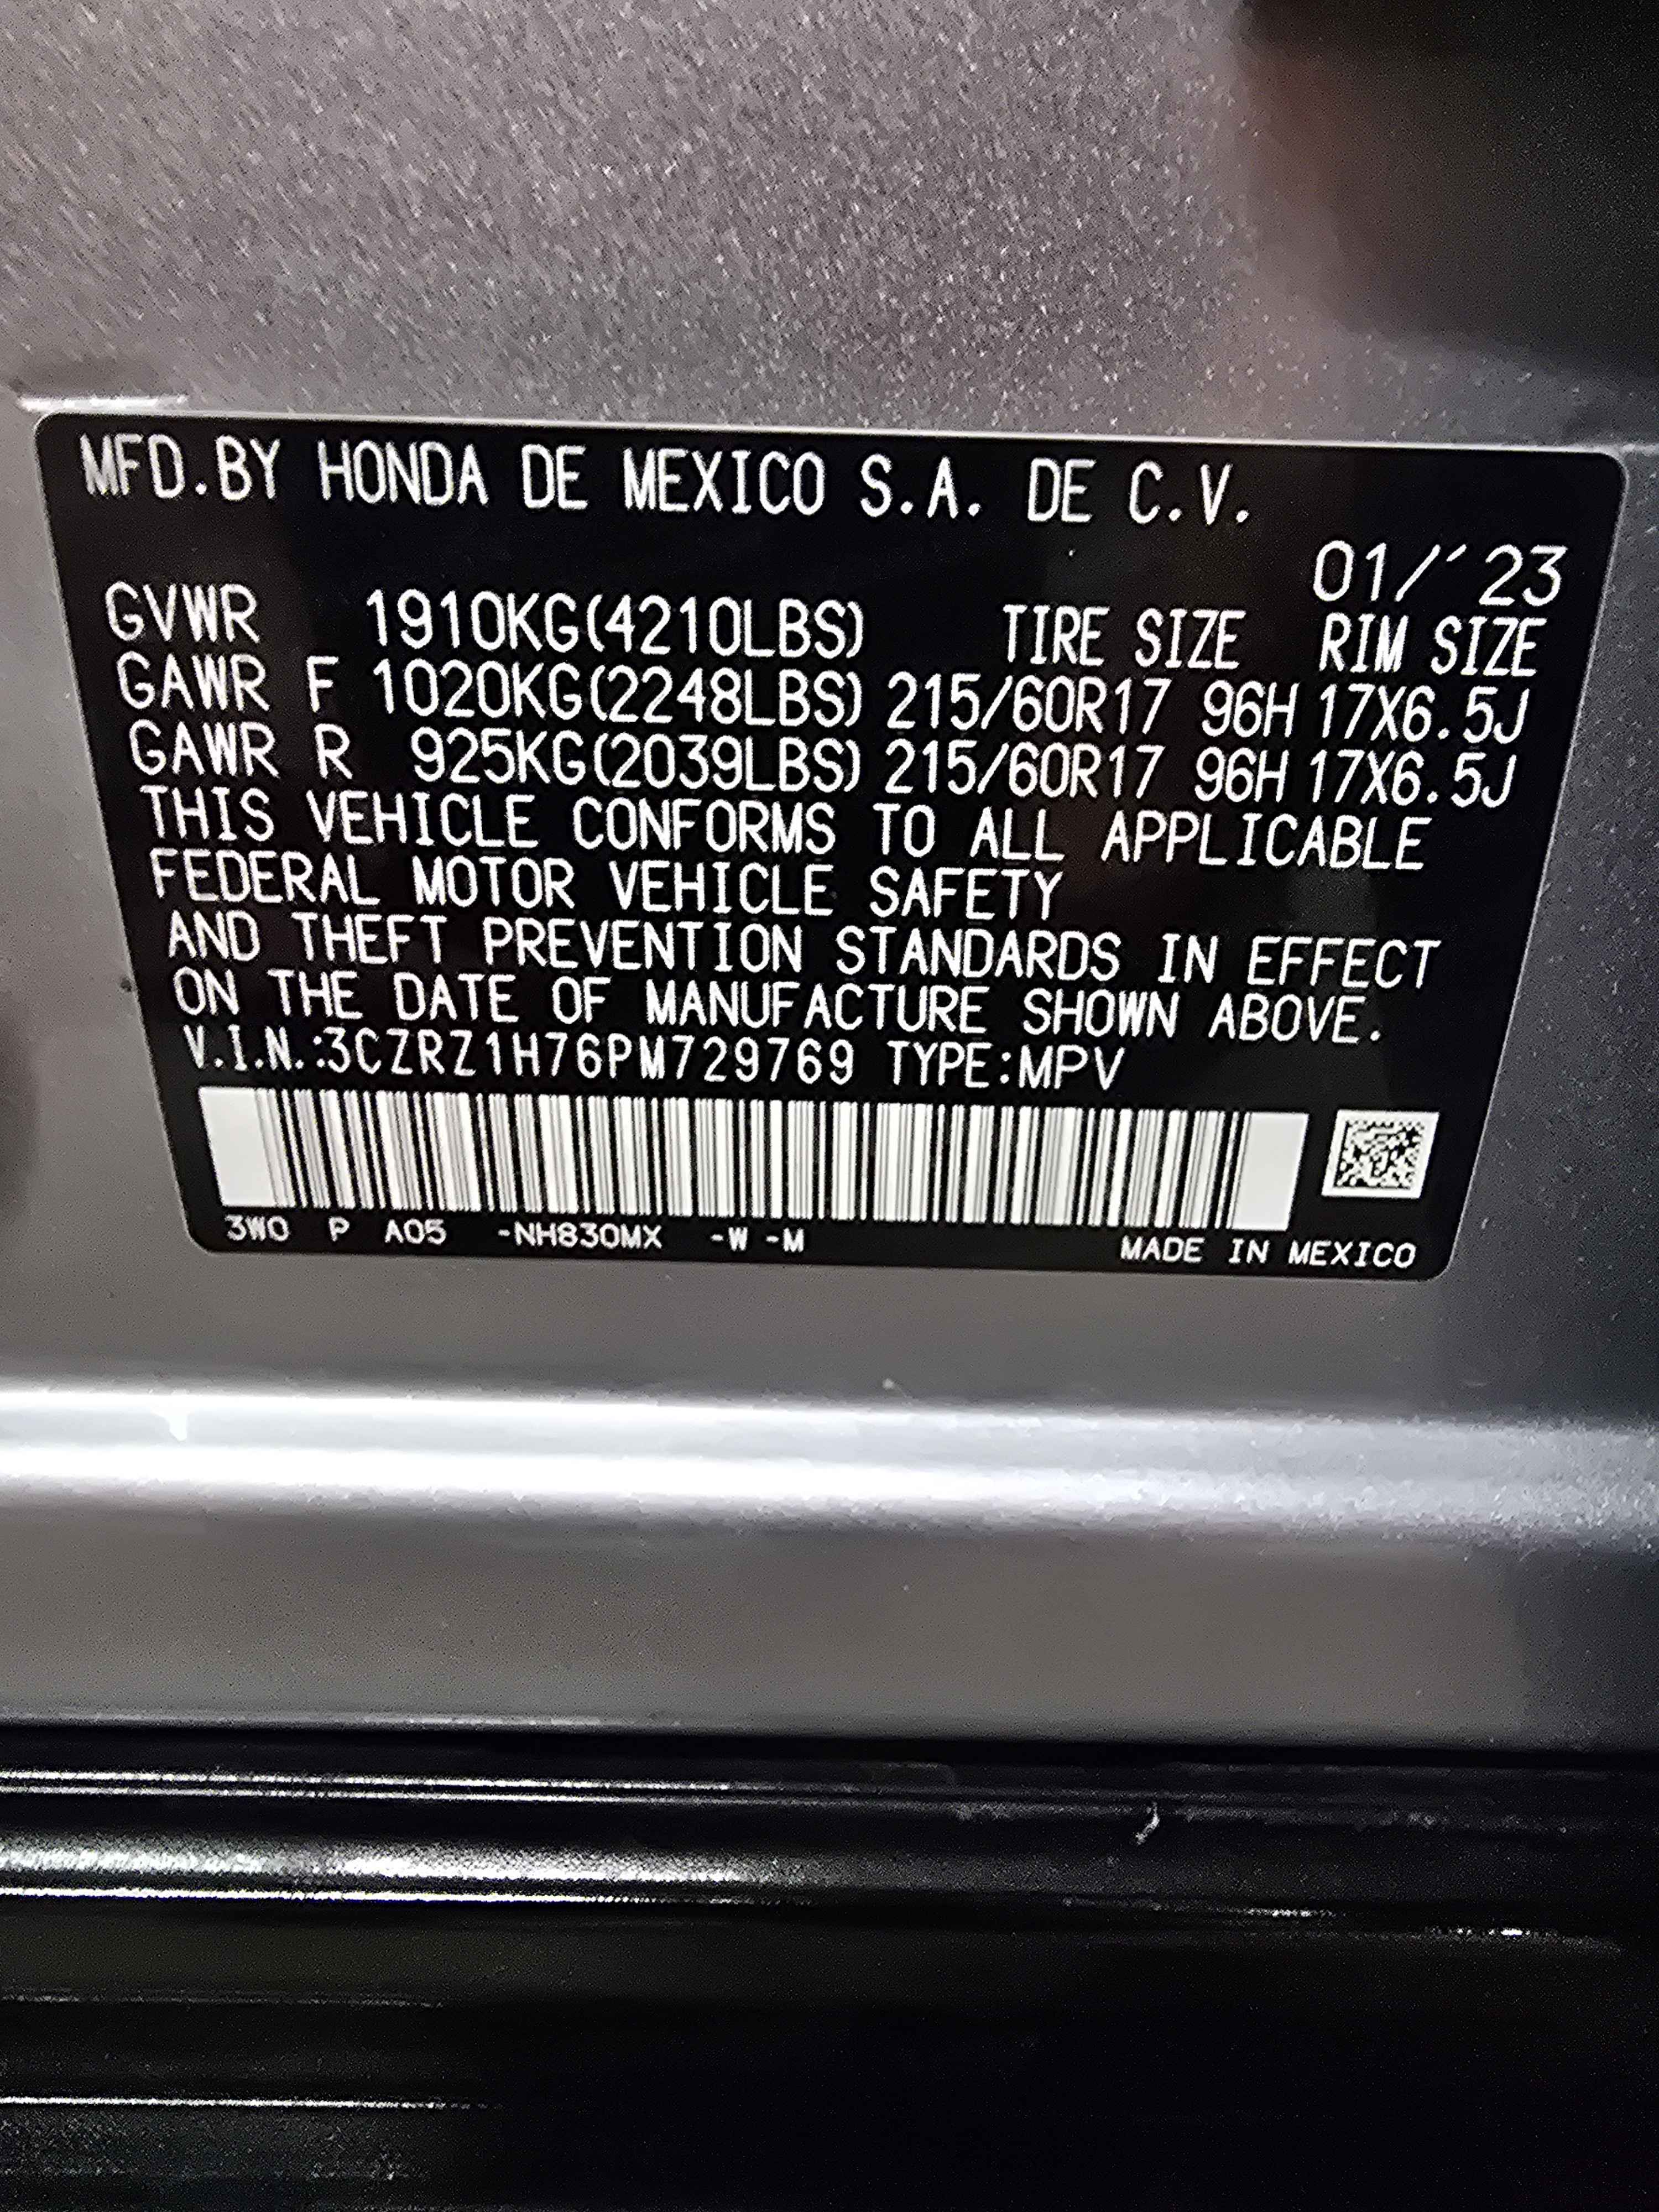 MFD.BY HONDA DE MEXICO S.A. DE C.V.
01/´23
GVWR 1910KG(4210LBS) TIRE SIZE RIM SIZE
GAWR F 1020KG(2248LBS) 215/60R17 96H 17X6.5J
GAWR R 925KG(2039LBS) 215/60R17 96H 17X6.5J
THIS VEHICLE CONFORMS TO ALL APPLICABLE
FEDERAL MOTOR VEHICLE SAFETY
AND THEFT PREVENTION STANDARDS IN EFFECT
ON THE DATE OF MANUFACTURE SHOWN ABOVE.
V.I.N.:3CZRZ1H76PM729769 TYPE:MPV
3W0 P A05 -NH830MX -W -M MADE IN MEXICO